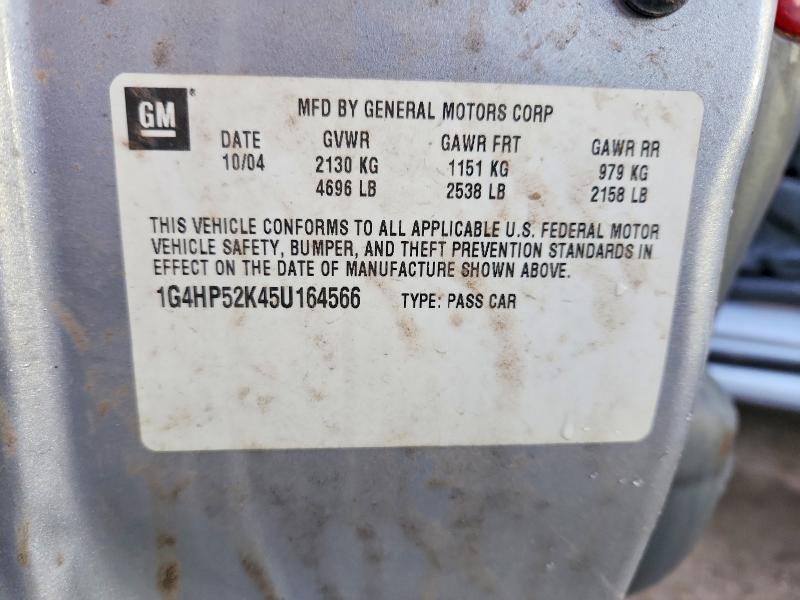 GM ®
MFD BY GENERAL MOTORS CORP
DATE GVWR GAWR FRT GAWR RR
10/04 2130 KG 1151 KG 979 KG
4696 LB 2538 LB 2158 LB
THIS VEHICLE CONFORMS TO ALL APPLICABLE U.S. FEDERAL MOTOR
VEHICLE SAFETY, BUMPER, AND THEFT PREVENTION STANDARDS IN
EFFECT ON THE DATE OF MANUFACTURE SHOWN ABOVE.
1G4HP52K45U164566 TYPE: PASS CAR